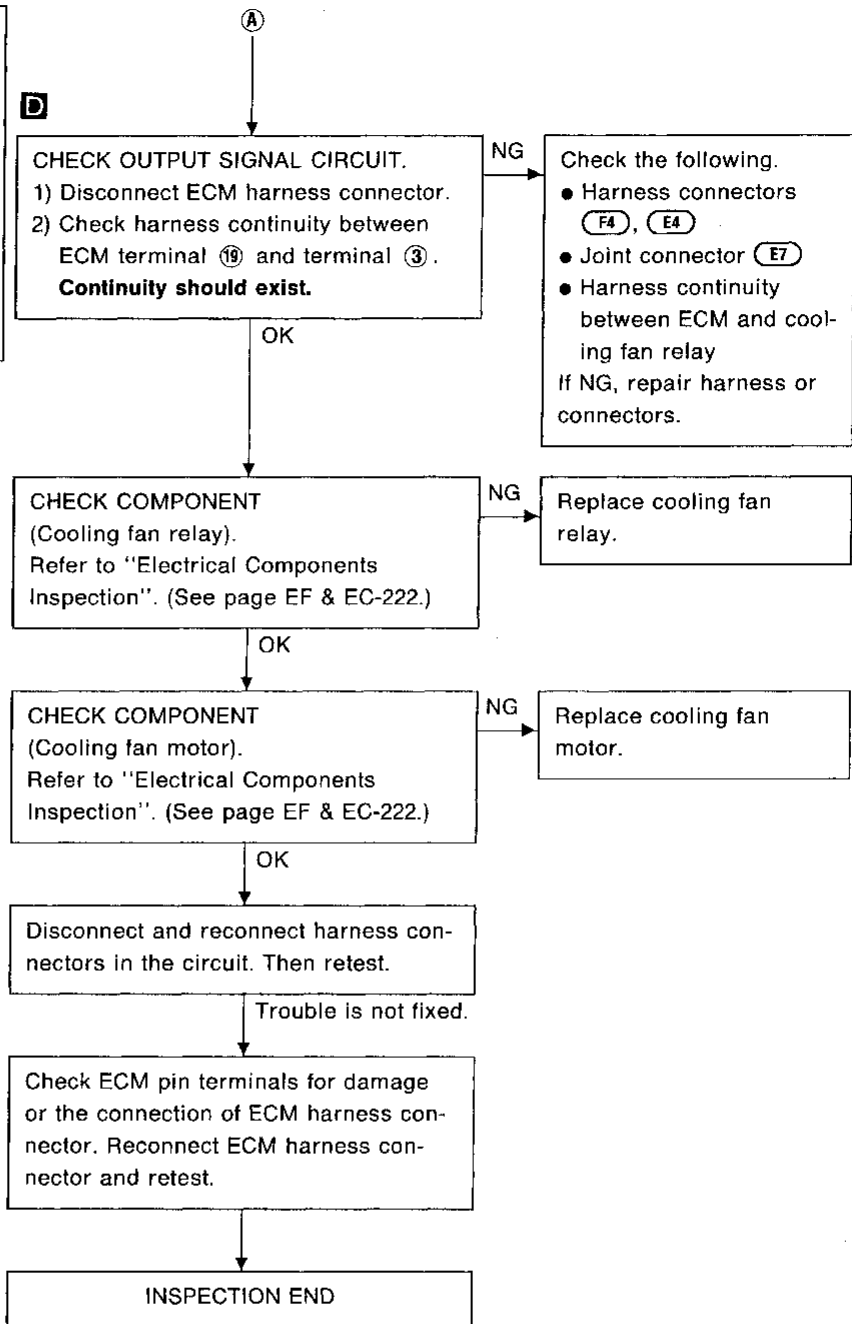 Ⓐ
D
CHECK OUTPUT SIGNAL CIRCUIT.
1) Disconnect ECM harness connector.
2) Check harness continuity between
ECM terminal ⑲ and terminal ③.
Continuity should exist.
NG
Check the following.
● Harness connectors
F4, E4
● Joint connector E7
● Harness continuity
between ECM and cool-
ing fan relay
If NG, repair harness or
connectors.
OK
CHECK COMPONENT
(Cooling fan relay).
Refer to "Electrical Components
Inspection". (See page EF & EC-222.)
NG
Replace cooling fan
relay.
OK
CHECK COMPONENT
(Cooling fan motor).
Refer to "Electrical Components
Inspection". (See page EF & EC-222.)
NG
Replace cooling fan
motor.
OK
Disconnect and reconnect harness con-
nectors in the circuit. Then retest.
Trouble is not fixed.
Check ECM pin terminals for damage
or the connection of ECM harness con-
nector. Reconnect ECM harness con-
nector and retest.
INSPECTION END